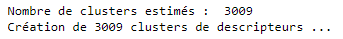 Nombre de clusters estimés :  3009
Création de 3009 clusters de descripteurs ...